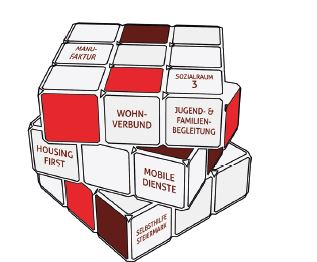 MANU-
FAKTUR
SOZIALRAUM
3
WOHN-
VERBUND
JUGEND- &
FAMILIEN-
BEGLEITUNG
HOUSING
FIRST
MOBILE
DIENSTE
SELBSTHILFE
STEIERMARK